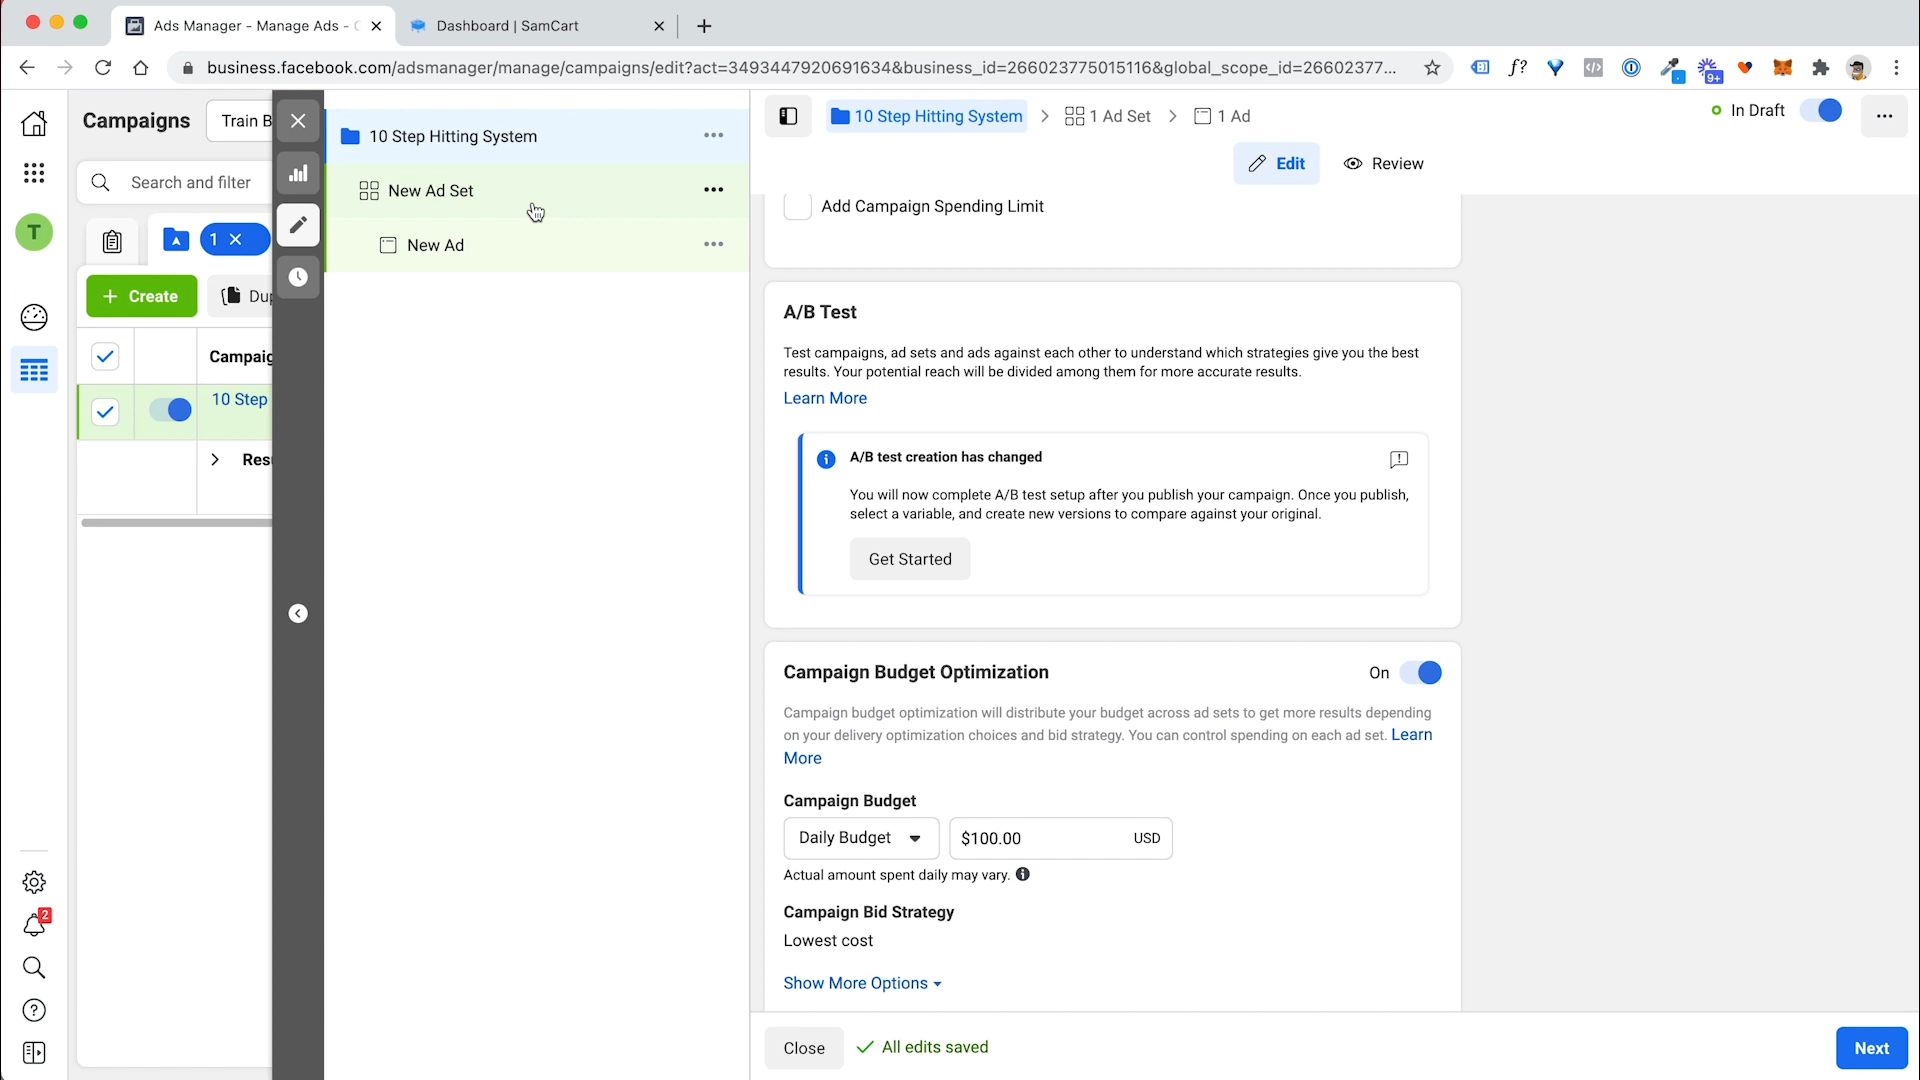 Ads Manager - Manage Ads -
Dashboard | SamCart
business.facebook.com/adsmanager/manage/campaigns/edit?act=3493447920691634&business_id=266023775015116&global_scope_id=26602377...
f?
9+
Campaigns
Train B
10 Step Hitting System
10 Step Hitting System
1 Ad Set
1 Ad
In Draft
Edit
Review
Search and filter
New Ad Set
Add Campaign Spending Limit
T
1
New Ad
Create
Dup
A/B Test
Test campaigns, ad sets and ads against each other to understand which strategies give you the best
results. Your potential reach will be divided among them for more accurate results.
Learn More
Campaig
10 Step
Resu
A/B test creation has changed
You will now complete A/B test setup after you publish your campaign. Once you publish,
select a variable, and create new versions to compare against your original.
Get Started
Campaign Budget Optimization
On
Campaign budget optimization will distribute your budget across ad sets to get more results depending
on your delivery optimization choices and bid strategy. You can control spending on each ad set. Learn
More
Campaign Budget
Daily Budget
$100.00
USD
Actual amount spent daily may vary.
Campaign Bid Strategy
Lowest cost
Show More Options
2
Close
All edits saved
Next